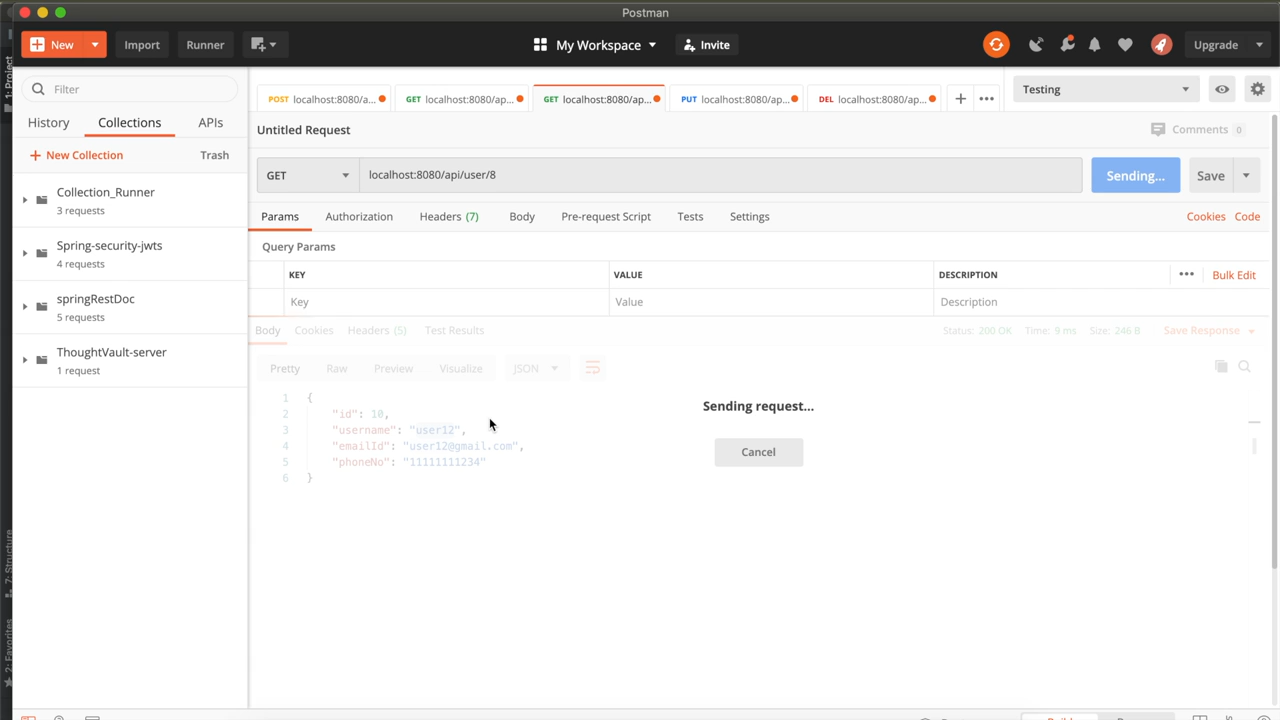 Postman
New
Import
Runner
My Workspace
Invite
Upgrade
1: Project
Filter
History
Collections
APIs
New Collection
Trash
Collection_Runner
3 requests
Spring-security-jwts
4 requests
springRestDoc
5 requests
ThoughtVault-server
1 request
7: Structure
2: Favorites
POST localhost:8080/a...
GET localhost:8080/ap...
GET localhost:8080/ap...
PUT localhost:8080/ap...
DEL localhost:8080/ap...
Testing
Untitled Request
Comments 0
GET
localhost:8080/api/user/8
Sending...
Save
Params
Authorization
Headers (7)
Body
Pre-request Script
Tests
Settings
Cookies
Code
Query Params
KEY
VALUE
DESCRIPTION
Bulk Edit
Key
Value
Description
Body
Cookies
Headers (5)
Test Results
Status: 200 OK
Time: 9 ms
Size: 246 B
Save Response
Pretty
Raw
Preview
Visualize
JSON
1 {
2 "id": 10,
3 "username": "user12",
4 "emailId": "user12@gmail.com",
5 "phoneNo": "11111111234"
6 }
Sending request...
Cancel